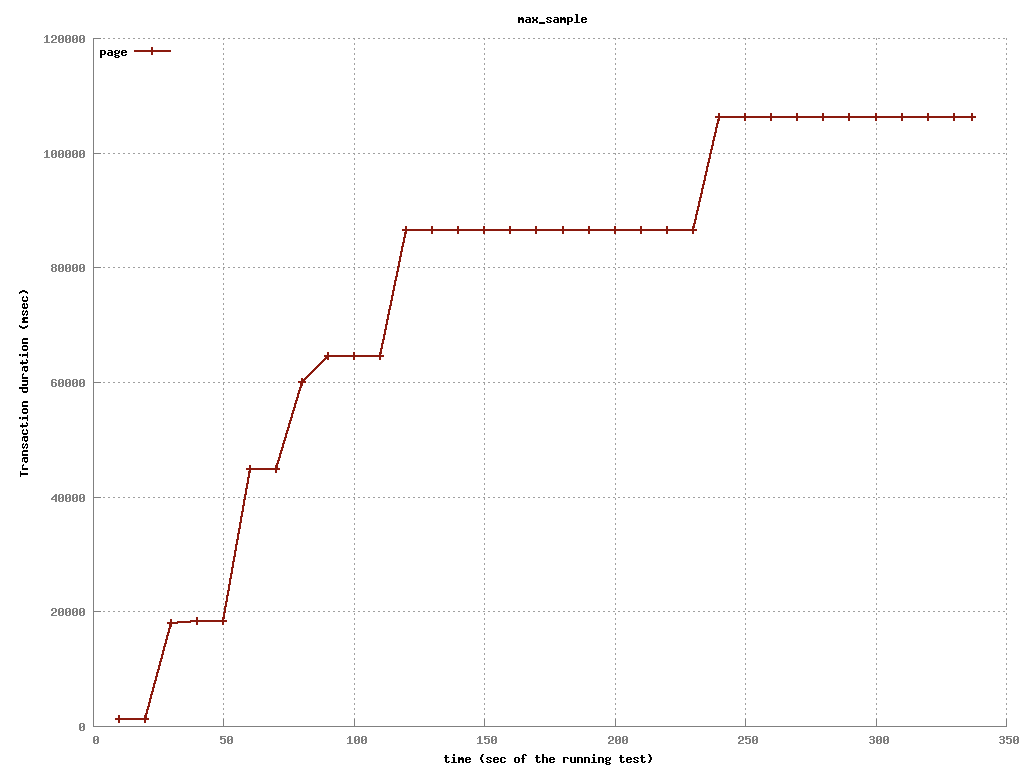 max_sample
page
120000
100000
80000
60000
40000
20000
0
Transaction duration (msec)
0 50 100 150 200 250 300 350
time (sec of the running test)